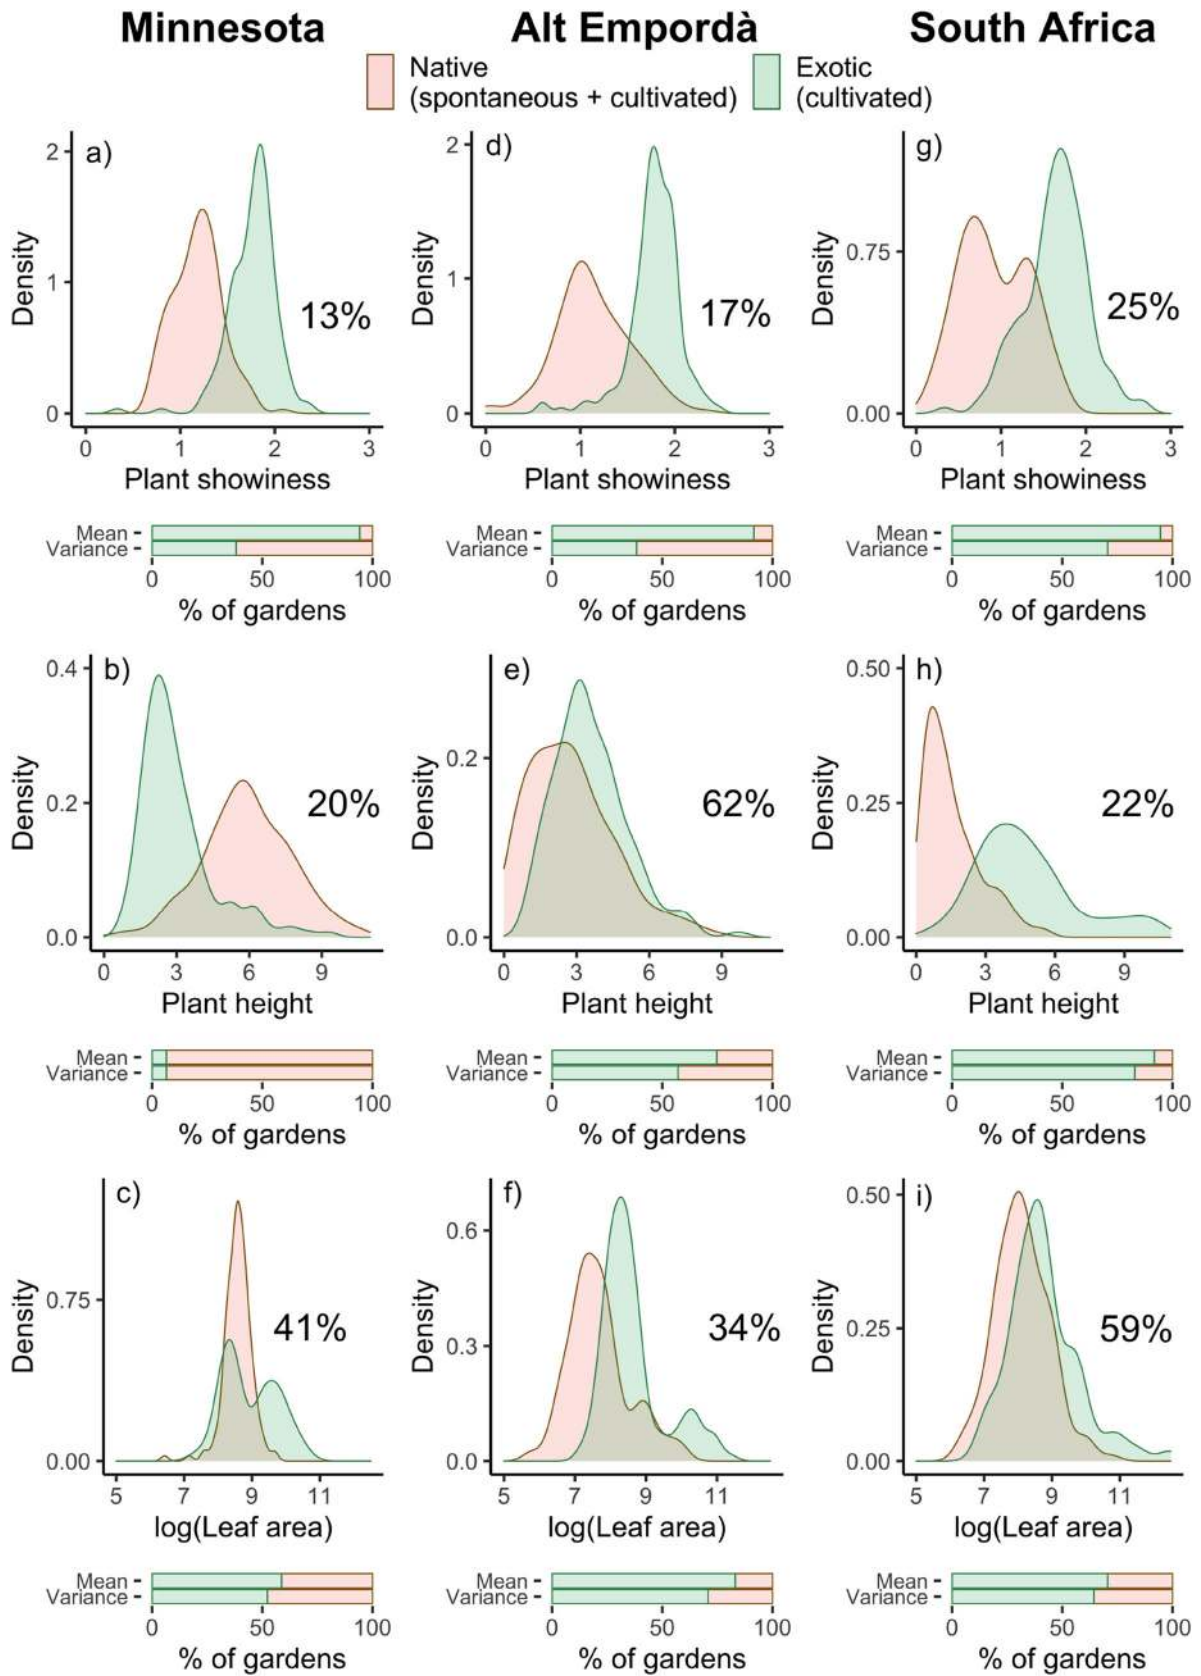 Minnesota Alt Empordà South Africa
Native Exotic
(spontaneous + cultivated) (cultivated)
a)
2
1
0
Density
13%
0 1 2 3
Plant showiness
Mean
Variance
0 50 100
% of gardens
d)
2
1
0
Density
17%
0 1 2 3
Plant showiness
Mean
Variance
0 50 100
% of gardens
g)
0.75
0.00
Density
25%
0 1 2 3
Plant showiness
Mean
Variance
0 50 100
% of gardens
b)
0.4
0.2
0.0
Density
20%
0 3 6 9
Plant height
Mean
Variance
0 50 100
% of gardens
e)
0.2
0.0
Density
62%
0 3 6 9
Plant height
Mean
Variance
0 50 100
% of gardens
h)
0.50
0.25
0.00
Density
22%
0 3 6 9
Plant height
Mean
Variance
0 50 100
% of gardens
c)
0.75
0.00
Density
41%
5 7 9 11
log(Leaf area)
Mean
Variance
0 50 100
% of gardens
f)
0.6
0.3
0.0
Density
34%
5 7 9 11
log(Leaf area)
Mean
Variance
0 50 100
% of gardens
i)
0.50
0.25
0.00
Density
59%
5 7 9 11
log(Leaf area)
Mean
Variance
0 50 100
% of gardens